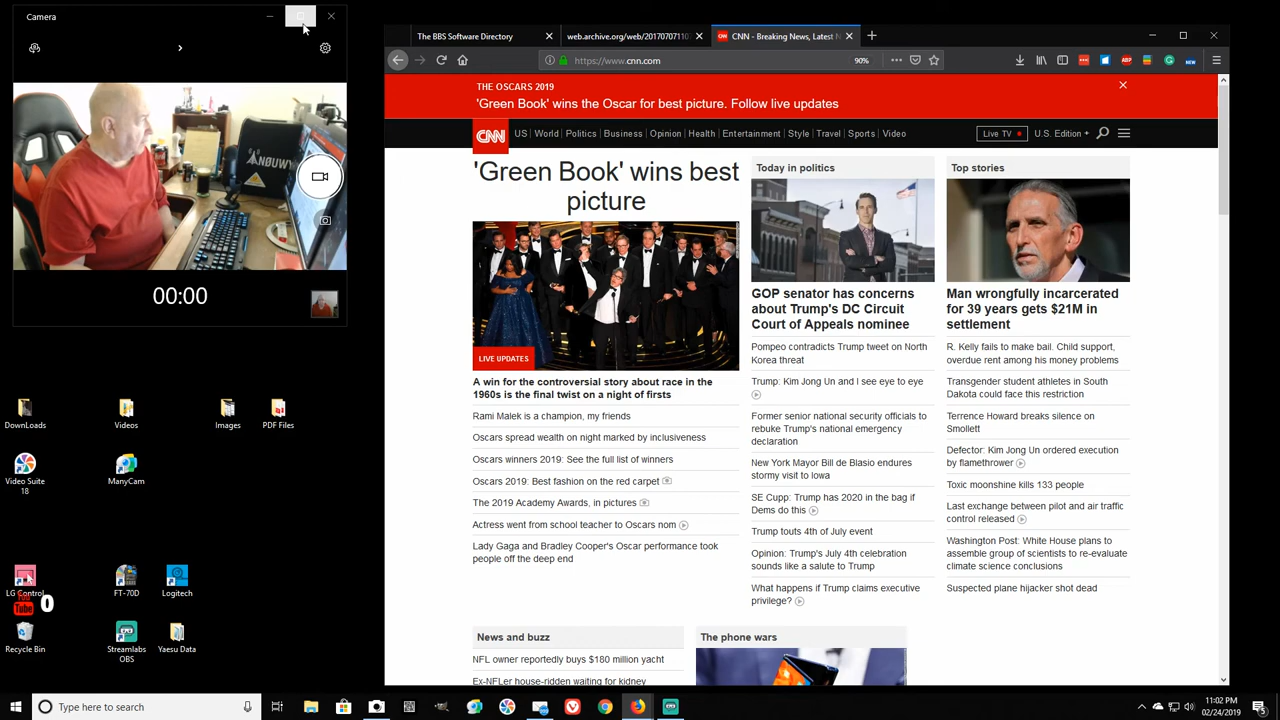 Camera
ANØUWY
00:00
DownLoads
Videos
Images
PDF Files
Video Suite
18
ManyCam
LG Control
You
Tube
0
FT-70D
Logitech
Recycle Bin
Streamlabs
OBS
Yaesu Data
The BBS Software Directory
web.archive.org/web/201707071107
CNN - Breaking News, Latest N
https://www.cnn.com
90%
ABP
NEW
THE OSCARS 2019
'Green Book' wins the Oscar for best picture. Follow live updates
CNN
US World Politics Business Opinion Health Entertainment Style Travel Sports Video
Live TV
U.S. Edition +
'Green Book' wins best
picture
LIVE UPDATES
A win for the controversial story about race in the
1960s is the final twist on a night of firsts
Rami Malek is a champion, my friends
Oscars spread wealth on night marked by inclusiveness
Oscars winners 2019: See the full list of winners
Oscars 2019: Best fashion on the red carpet
The 2019 Academy Awards, in pictures
Actress went from school teacher to Oscars nom
Lady Gaga and Bradley Cooper's Oscar performance took
people off the deep end
Today in politics
GOP senator has concerns
about Trump's DC Circuit
Court of Appeals nominee
Pompeo contradicts Trump tweet on North
Korea threat
Trump: Kim Jong Un and I see eye to eye
Former senior national security officials to
rebuke Trump's national emergency
declaration
New York Mayor Bill de Blasio endures
stormy visit to Iowa
SE Cupp: Trump has 2020 in the bag if
Dems do this
Trump touts 4th of July event
Opinion: Trump's July 4th celebration
sounds like a salute to Trump
What happens if Trump claims executive
privilege?
Top stories
Man wrongfully incarcerated
for 39 years gets $21M in
settlement
R. Kelly fails to make bail. Child support,
overdue rent among his money problems
Transgender student athletes in South
Dakota could face this restriction
Terrence Howard breaks silence on
Smollett
Defector: Kim Jong Un ordered execution
by flamethrower
Toxic moonshine kills 133 people
Last exchange between pilot and air traffic
control released
Washington Post: White House plans to
assemble group of scientists to re-evaluate
climate science conclusions
Suspected plane hijacker shot dead
News and buzz
NFL owner reportedly buys $180 million yacht
Ex-NFLer house-ridden waiting for kidney
The phone wars
Type here to search
11:02 PM
02/24/2019
5